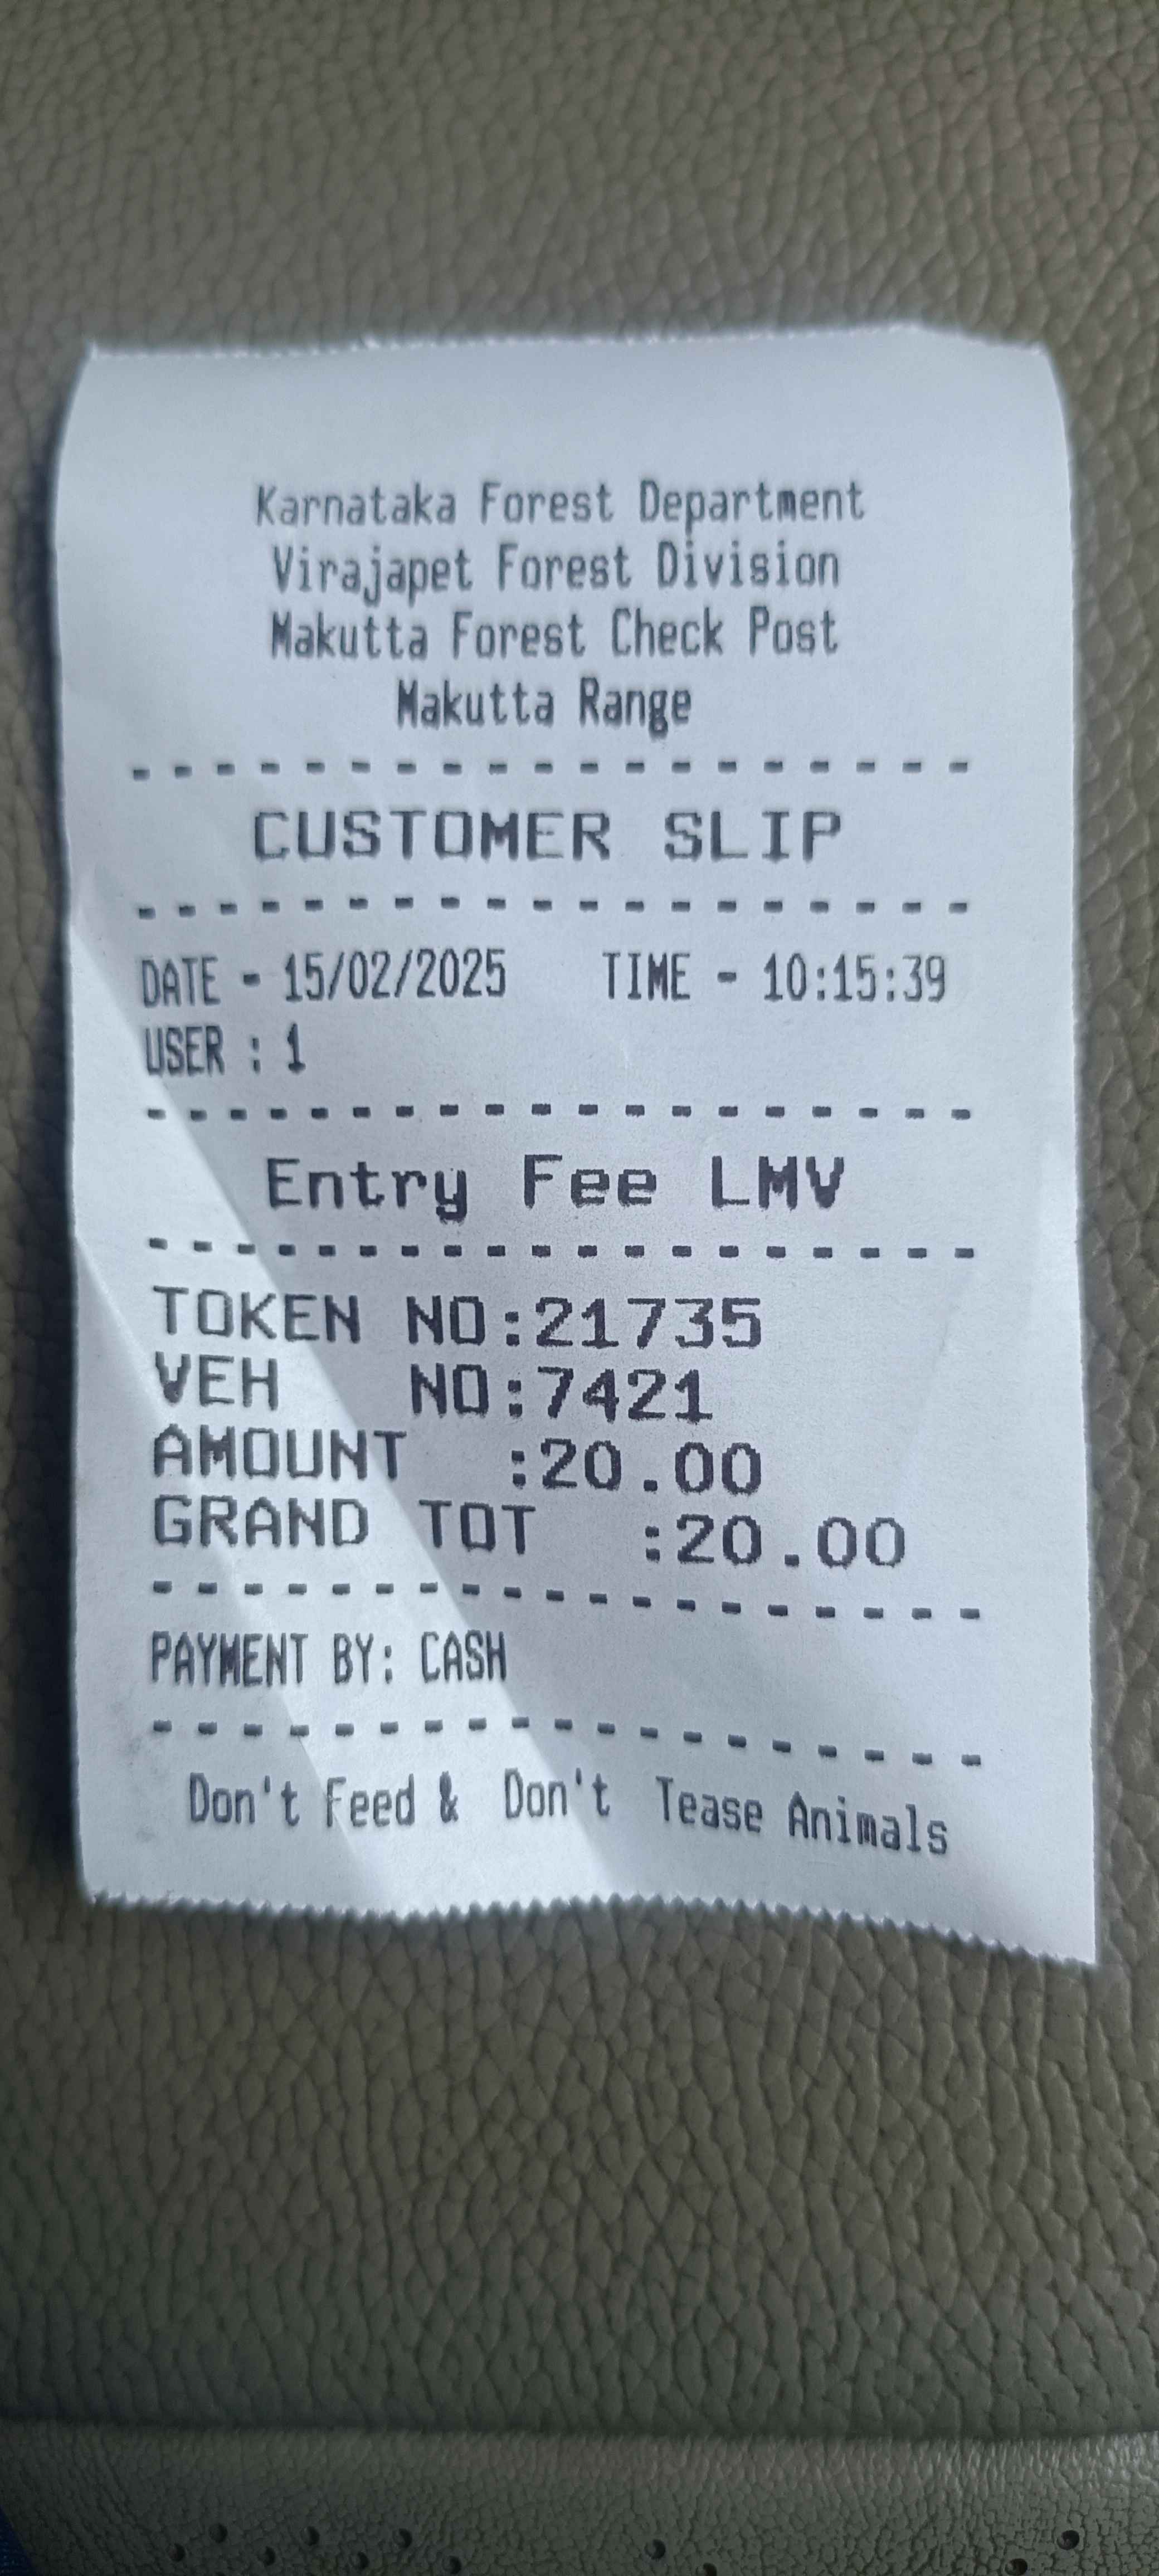 Karnataka Forest Department
Virajapet Forest Division
Makutta Forest Check Post
Makutta Range
CUSTOMER SLIP
DATE - 15/02/2025 TIME - 10:15:39
USER : 1
Entry Fee LMV
TOKEN NO:21735
VEH NO:7421
AMOUNT :20.00
GRAND TOT :20.00
PAYMENT BY: CASH
Don't Feed & Don't Tease Animals